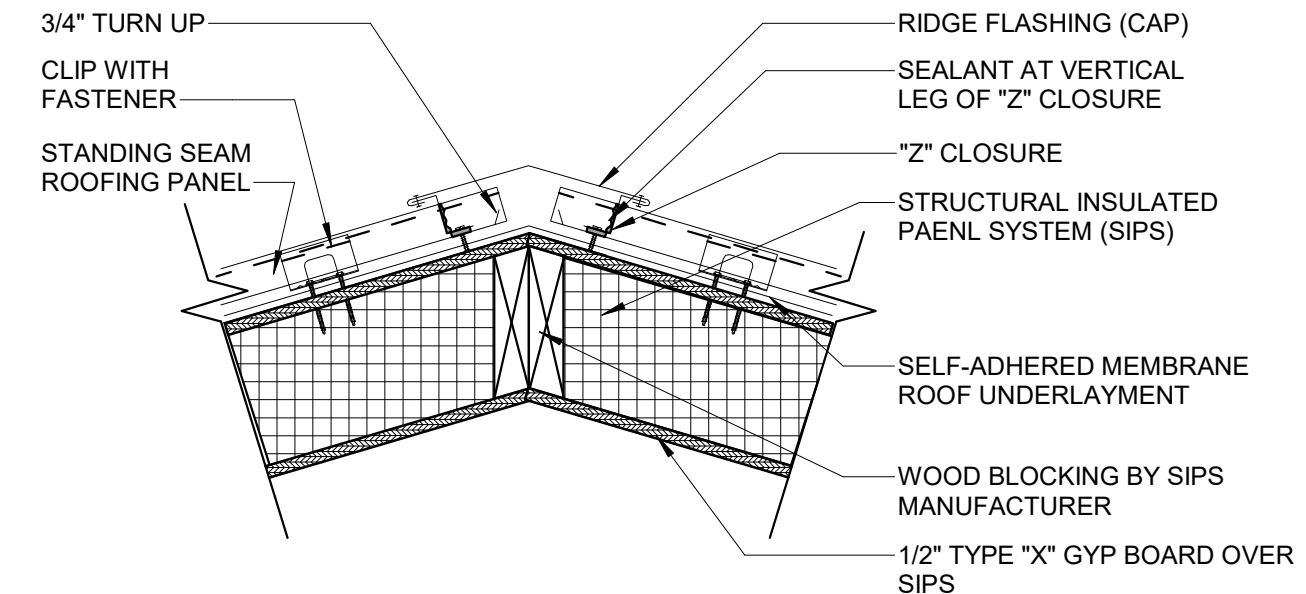 3/4" TURN UP
CLIP WITH
FASTENER
STANDING SEAM
ROOFING PANEL
RIDGE FLASHING (CAP)
SEALANT AT VERTICAL
LEG OF "Z" CLOSURE
"Z" CLOSURE
STRUCTURAL INSULATED
PAENL SYSTEM (SIPS)
SELF-ADHERED MEMBRANE
ROOF UNDERLAYMENT
WOOD BLOCKING BY SIPS
MANUFACTURER
1/2" TYPE "X" GYP BOARD OVER
SIPS